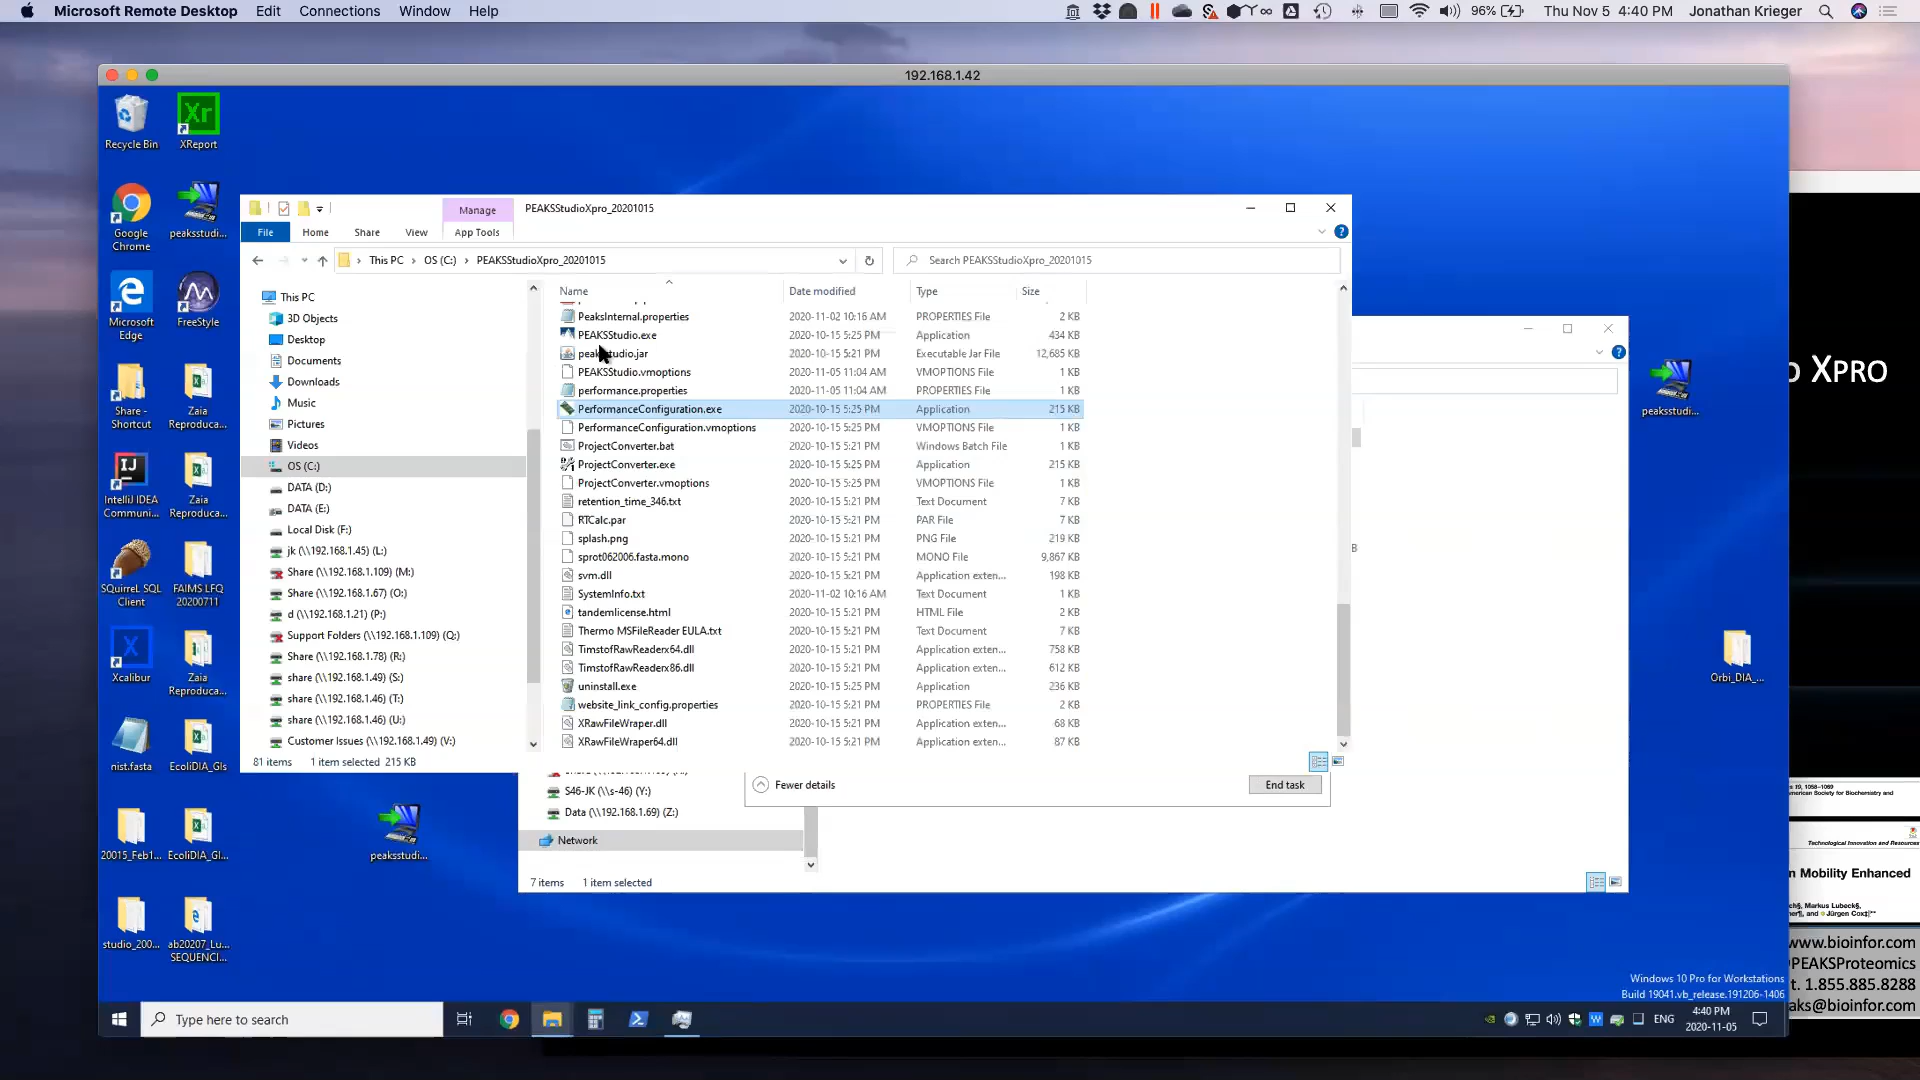 Microsoft Remote Desktop Edit Connections Window Help
96% Thu Nov 5 4:40 PM Jonathan Krieger
192.168.1.42
Recycle Bin
XReport
Google Chrome
peaksstudi...
Microsoft Edge
FreeStyle
Share - Shortcut
Zaia Reproduca...
IntelliJ IDEA Communi...
Zaia Reproduca...
SQuirreL SQL Client
FAIMS LFQ 20200711
Xcalibur
Zaia Reproduca...
nist.fasta
EcoliDIA_Gls
20015_Feb1...
EcoliDIA_Gl...
studio_200...
ab20207_Lu... SEQUENCI...
peaksstudi...
peaksstudi...
Orbi_DIA_...
Manage
PEAKSStudioXpro_20201015
File Home Share View App Tools
This PC > OS (C:) > PEAKSStudioXpro_20201015
Search PEAKSStudioXpro_20201015
This PC
3D Objects
Desktop
Documents
Downloads
Music
Pictures
Videos
OS (C:)
DATA (D:)
DATA (E:)
Local Disk (F:)
jk (\\192.168.1.45) (L:)
Share (\\192.168.1.109) (M:)
Share (\\192.168.1.67) (O:)
d (\\192.168.1.21) (P:)
Support Folders (\\192.168.1.109) (Q:)
Share (\\192.168.1.78) (R:)
share (\\192.168.1.49) (S:)
share (\\192.168.1.46) (T:)
share (\\192.168.1.46) (U:)
Customer Issues (\\192.168.1.49) (V:)
Name Date modified Type Size
PeaksInternal.properties 2020-11-02 10:16 AM PROPERTIES File 2 KB
PEAKSStudio.exe 2020-10-15 5:25 PM Application 434 KB
peaksstudio.jar 2020-10-15 5:21 PM Executable Jar File 12,685 KB
PEAKSStudio.vmoptions 2020-11-05 11:04 AM VMOPTIONS File 1 KB
performance.properties 2020-11-05 11:04 AM PROPERTIES File 1 KB
PerformanceConfiguration.exe 2020-10-15 5:25 PM Application 215 KB
PerformanceConfiguration.vmoptions 2020-10-15 5:25 PM VMOPTIONS File 1 KB
ProjectConverter.bat 2020-10-15 5:21 PM Windows Batch File 1 KB
ProjectConverter.exe 2020-10-15 5:25 PM Application 215 KB
ProjectConverter.vmoptions 2020-10-15 5:25 PM VMOPTIONS File 1 KB
retention_time_346.txt 2020-10-15 5:21 PM Text Document 7 KB
RTCalc.par 2020-10-15 5:21 PM PAR File 7 KB
splash.png 2020-10-15 5:21 PM PNG File 219 KB
sprot062006.fasta.mono 2020-10-15 5:21 PM MONO File 9,867 KB
svm.dll 2020-10-15 5:21 PM Application exten... 198 KB
SystemInfo.txt 2020-11-02 10:16 AM Text Document 1 KB
tandemlicense.html 2020-10-15 5:21 PM HTML File 2 KB
Thermo MSFileReader EULA.txt 2020-10-15 5:21 PM Text Document 7 KB
TimstofRawReaderx64.dll 2020-10-15 5:21 PM Application exten... 758 KB
TimstofRawReaderx86.dll 2020-10-15 5:21 PM Application exten... 612 KB
uninstall.exe 2020-10-15 5:25 PM Application 236 KB
website_link_config.properties 2020-10-15 5:21 PM PROPERTIES File 2 KB
XRawFileWraper.dll 2020-10-15 5:21 PM Application exten... 68 KB
XRawFileWraper64.dll 2020-10-15 5:21 PM Application exten... 87 KB
81 items 1 item selected 215 KB
Fewer details End task
S46-JK (\\s-46) (Y:)
Data (\\192.168.1.69) (Z:)
Network
7 items 1 item selected
B
o XPRO
19, 1058–1069
American Society for Biochemistry and
Technological Innovation and Resources
n Mobility Enhanced
ch§, Markus Lubeck§,
and Jürgen Cox‡¶**
www.bioinfor.com
PEAKSProteomics
t. 1.855.885.8288
aks@bioinfor.com
Windows 10 Pro for Workstations
Build 19041.vb_release.191206-1406
Type here to search
ENG
4:40 PM
2020-11-05